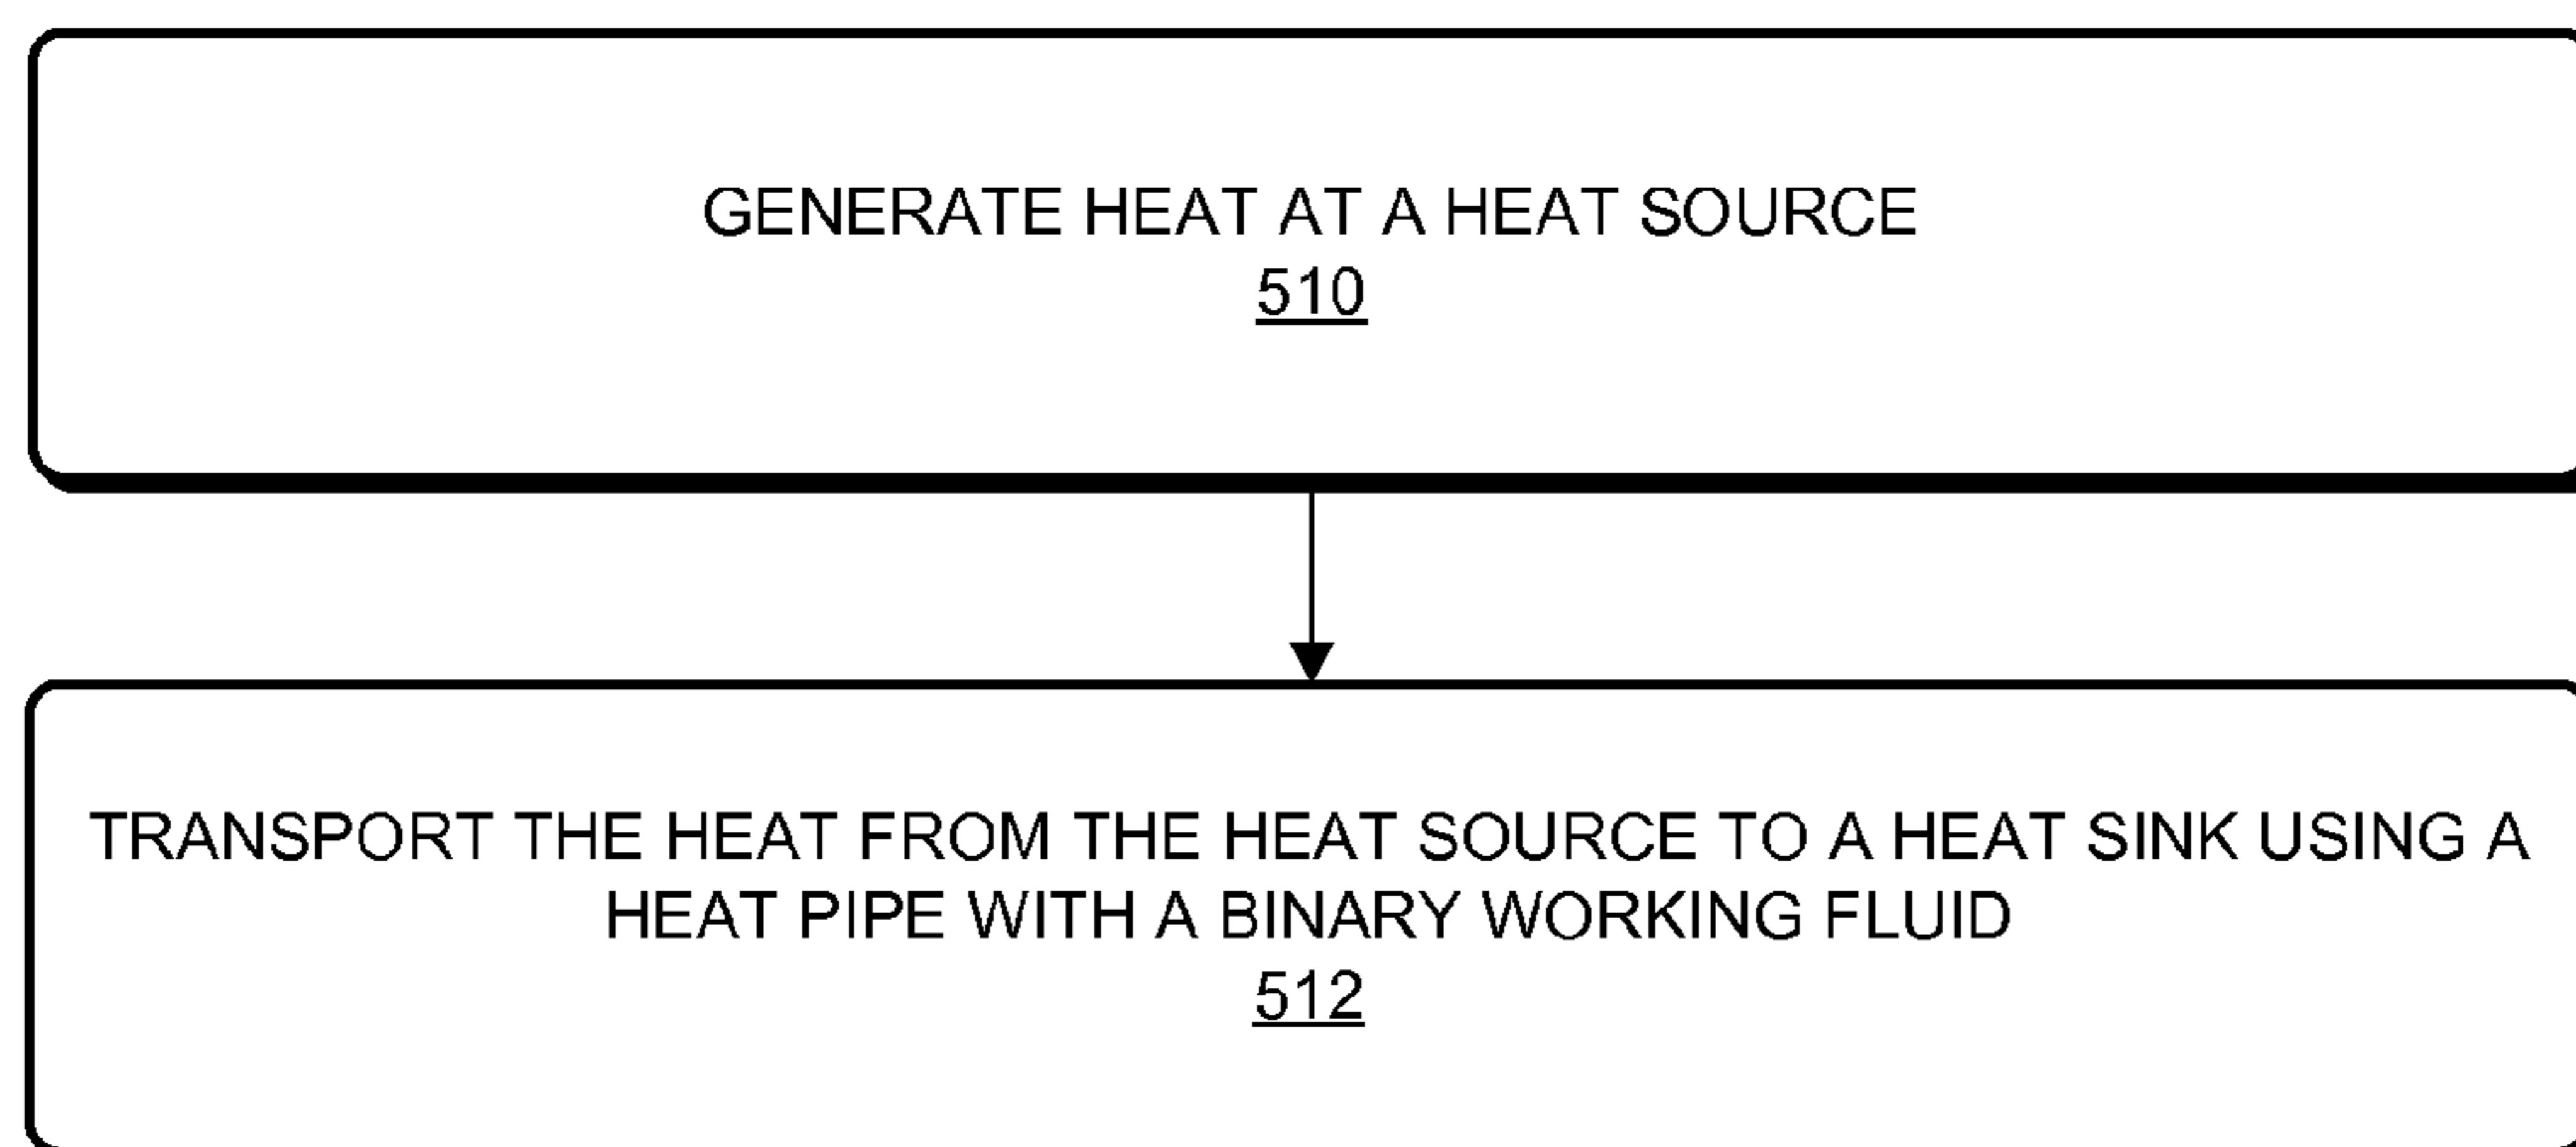 GENERATE HEAT AT A HEAT SOURCE
510
TRANSPORT THE HEAT FROM THE HEAT SOURCE TO A HEAT SINK USING A
HEAT PIPE WITH A BINARY WORKING FLUID
512